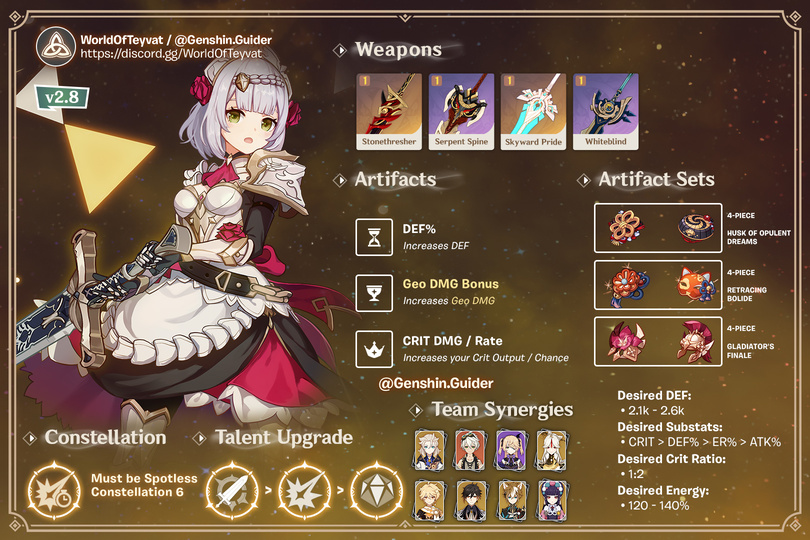 WorldOfTeyvat / @Genshin.Guider
https://discord.gg/WorldOfTeyvat
v2.8
Weapons
1
1
1
1
Stonethresher
Serpent Spine
Skyward Pride
Whiteblind
Artifacts
DEF%
Increases DEF
Geo DMG Bonus
Increases Geo DMG
CRIT DMG / Rate
Increases your Crit Output / Chance
@Genshin.Guider
Artifact Sets
4-PIECE
HUSK OF OPULENT
DREAMS
4-PIECE
RETRACING
BOLIDE
4-PIECE
GLADIATOR'S
FINALE
Constellation
Must be Spotless
Constellation 6
Talent Upgrade
>
>
Team Synergies
Desired DEF:
• 2.1k - 2.6k
Desired Substats:
• CRIT > DEF% > ER% > ATK%
Desired Crit Ratio:
• 1:2
Desired Energy:
• 120 - 140%